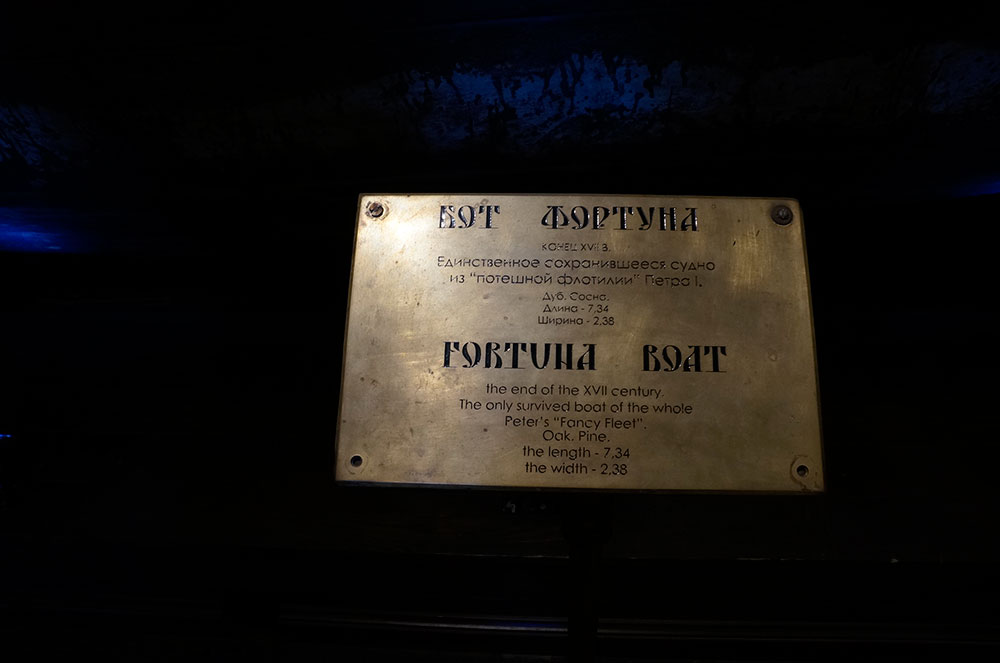 БОТ ФОРТУНА
КОНЕЦ XVII В.
Единственное сохранившееся судно
из "потешной флотилии" Петра I.
Дуб. Сосна.
Длина - 7,34
Ширина - 2,38
FORTUNA BOAT
the end of the XVII century.
The only survived boat of the whole
Peter's "Fancy Fleet".
Oak. Pine.
the length - 7,34
the width - 2,38